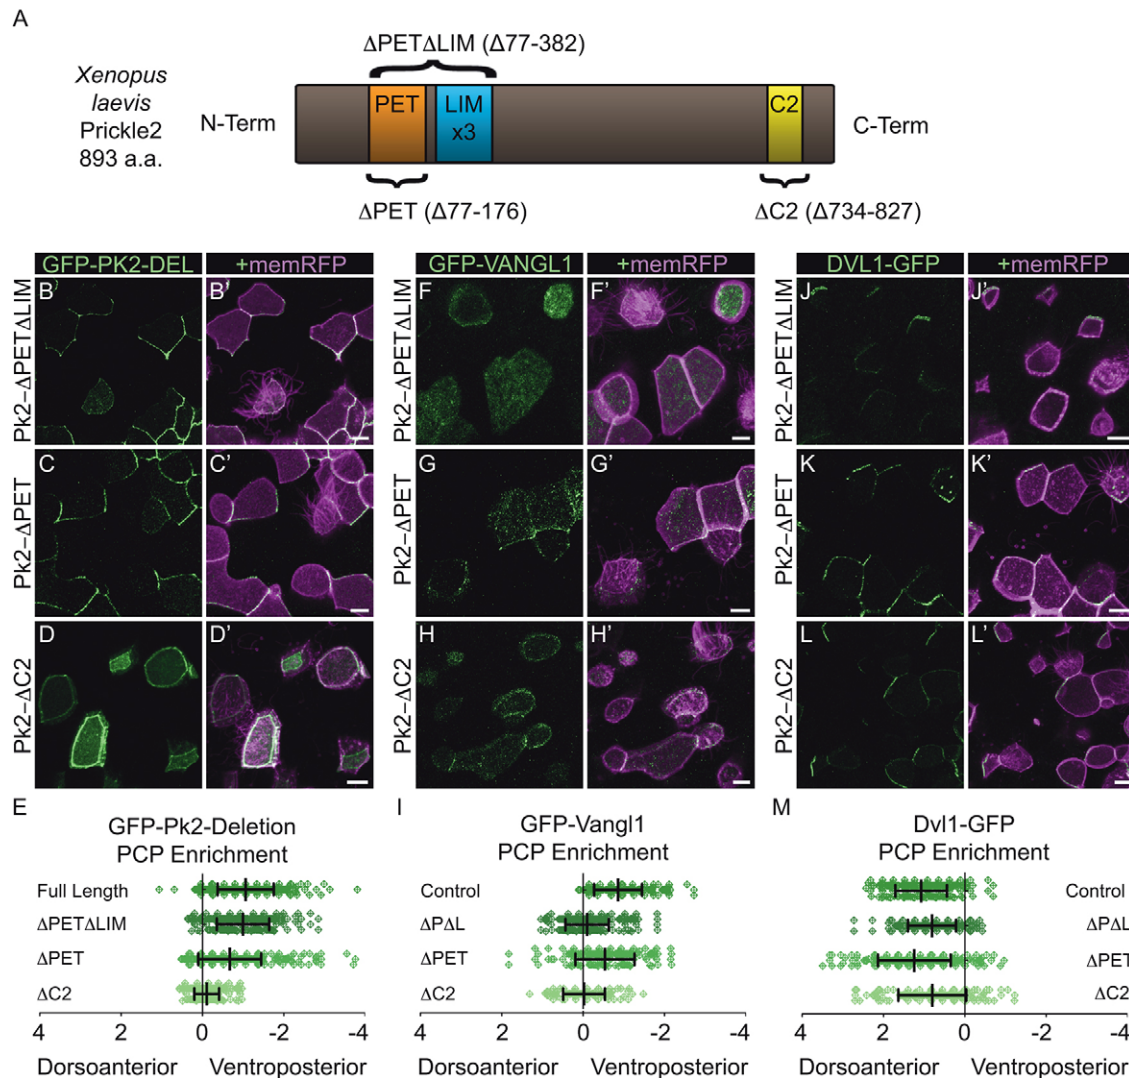 A
ΔPETΔLIM (Δ77-382)
Xenopus
laevis
Prickle2
893 a.a.
N-Term
PET
LIM
x3
C2
C-Term
ΔPET (Δ77-176)
ΔC2 (Δ734-827)
GFP-PK2-DEL
+memRFP
GFP-VANGL1
+memRFP
DVL1-GFP
+memRFP
Pk2-ΔPETΔLIM
B
B'
Pk2-ΔPETΔLIM
F
F'
Pk2-ΔPETΔLIM
J
J'
Pk2-ΔPET
C
C'
Pk2-ΔPET
G
G'
Pk2-ΔPET
K
K'
Pk2-ΔC2
D
D'
Pk2-ΔC2
H
H'
Pk2-ΔC2
L
L'
E
GFP-Pk2-Deletion
PCP Enrichment
Full Length
ΔPETΔLIM
ΔPET
ΔC2
4
2
0
-2
-4
Dorsoanterior
Ventroposterior
I
GFP-Vangl1
PCP Enrichment
Control
ΔPΔL
ΔPET
ΔC2
4
2
0
-2
-4
Dorsoanterior
Ventroposterior
M
Dvl1-GFP
PCP Enrichment
Control
ΔPΔL
ΔPET
ΔC2
4
2
0
-2
-4
Dorsoanterior
Ventroposterior